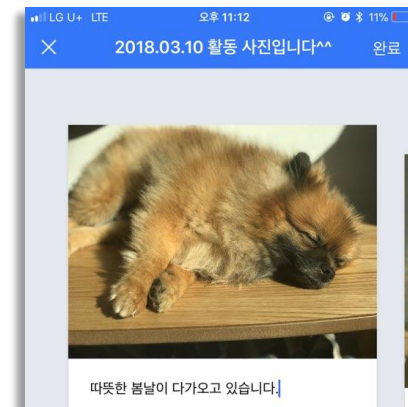 LG U+ LTE 오후 11:12 11%
2018.03.10 활동 사진입니다^^ 완료
따뜻한 봄날이 다가오고 있습니다.